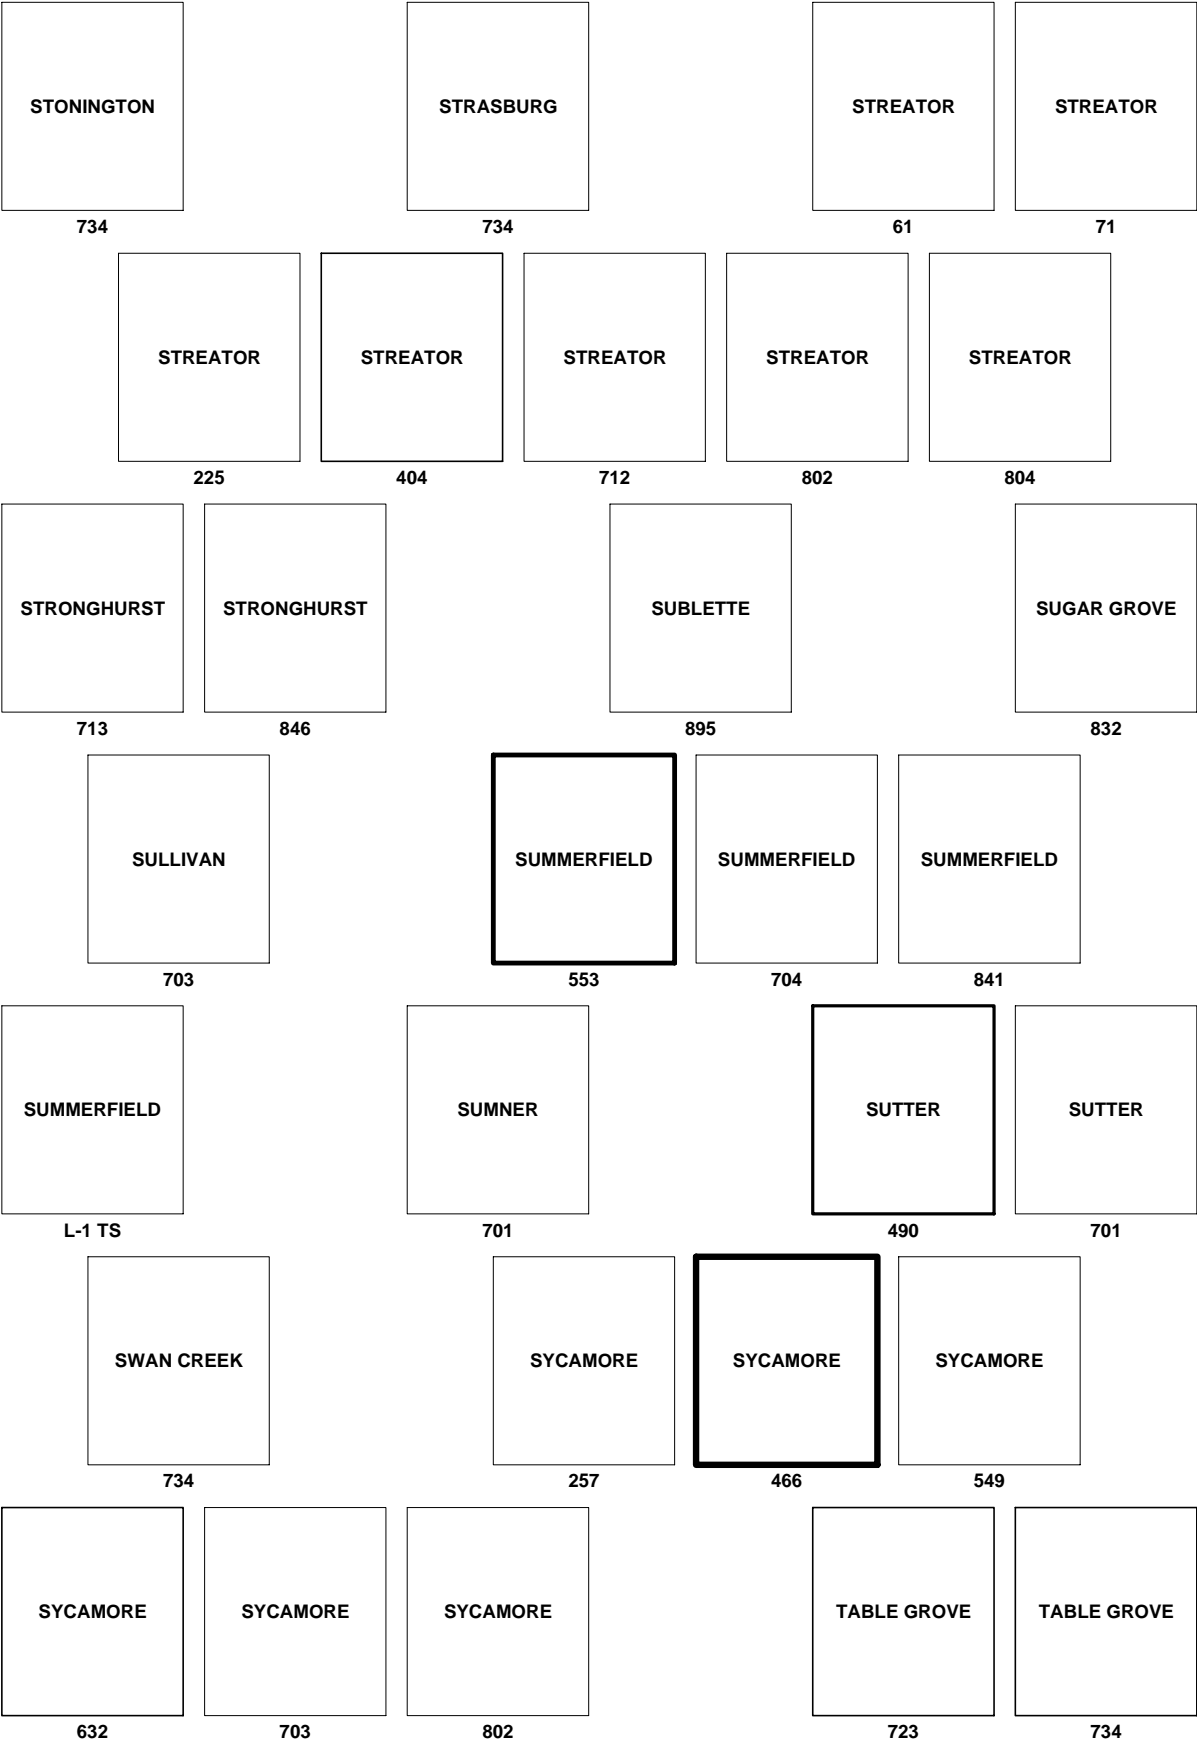 STONINGTON STRASBURG STREATOR STREATOR
734 734 61 71
STREATOR STREATOR STREATOR STREATOR STREATOR
225 404 712 802 804
STRONGHURST STRONGHURST SUBLETTE SUGAR GROVE
713 846 895 832
SULLIVAN SUMMERFIELD SUMMERFIELD SUMMERFIELD
703 553 704 841
SUMMERFIELD SUMNER SUTTER SUTTER
L-1 TS 701 490 701
SWAN CREEK SYCAMORE SYCAMORE SYCAMORE
734 257 466 549
SYCAMORE SYCAMORE SYCAMORE TABLE GROVE TABLE GROVE
632 703 802 723 734